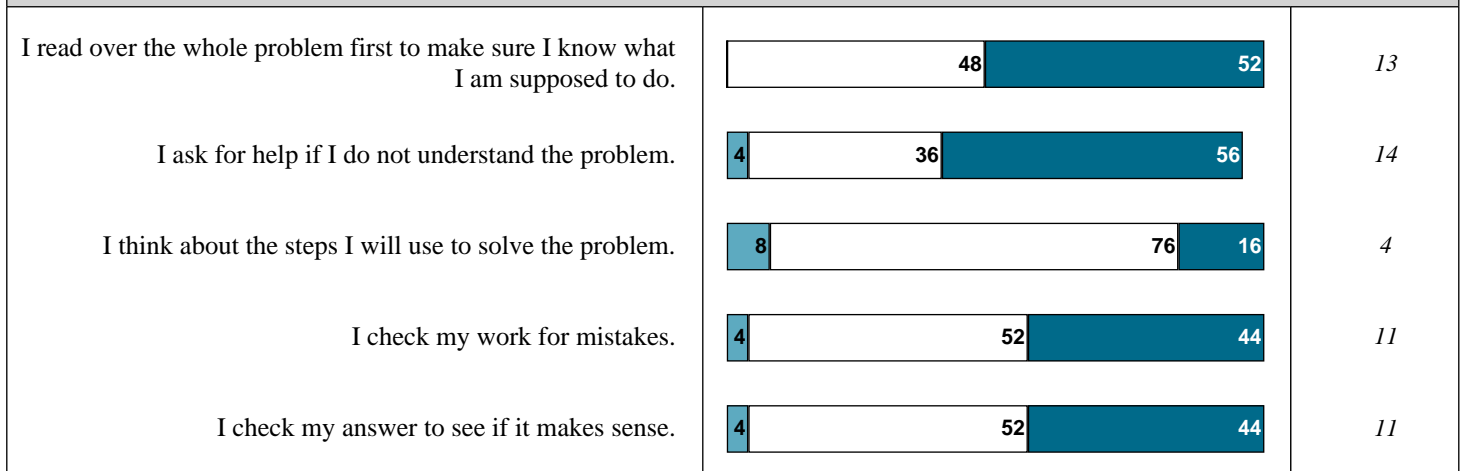 I read over the whole problem first to make sure I know what
I am supposed to do.
48 52 13
I ask for help if I do not understand the problem.
4 36 56 14
I think about the steps I will use to solve the problem.
8 76 16 4
I check my work for mistakes.
4 52 44 11
I check my answer to see if it makes sense.
4 52 44 11